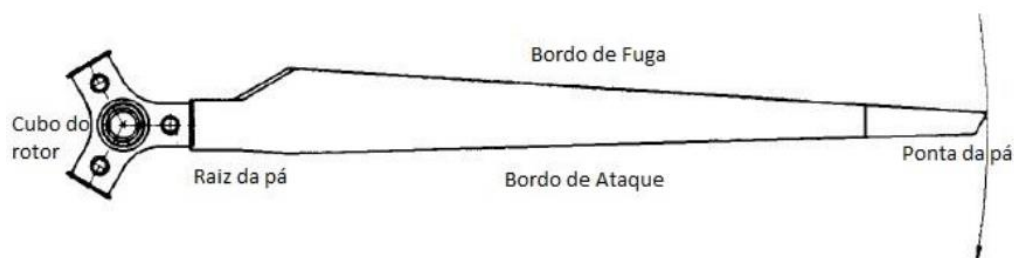 Bordo de Fuga
Cubo do
rotor
Raiz da pá
Bordo de Ataque
Ponta da pá